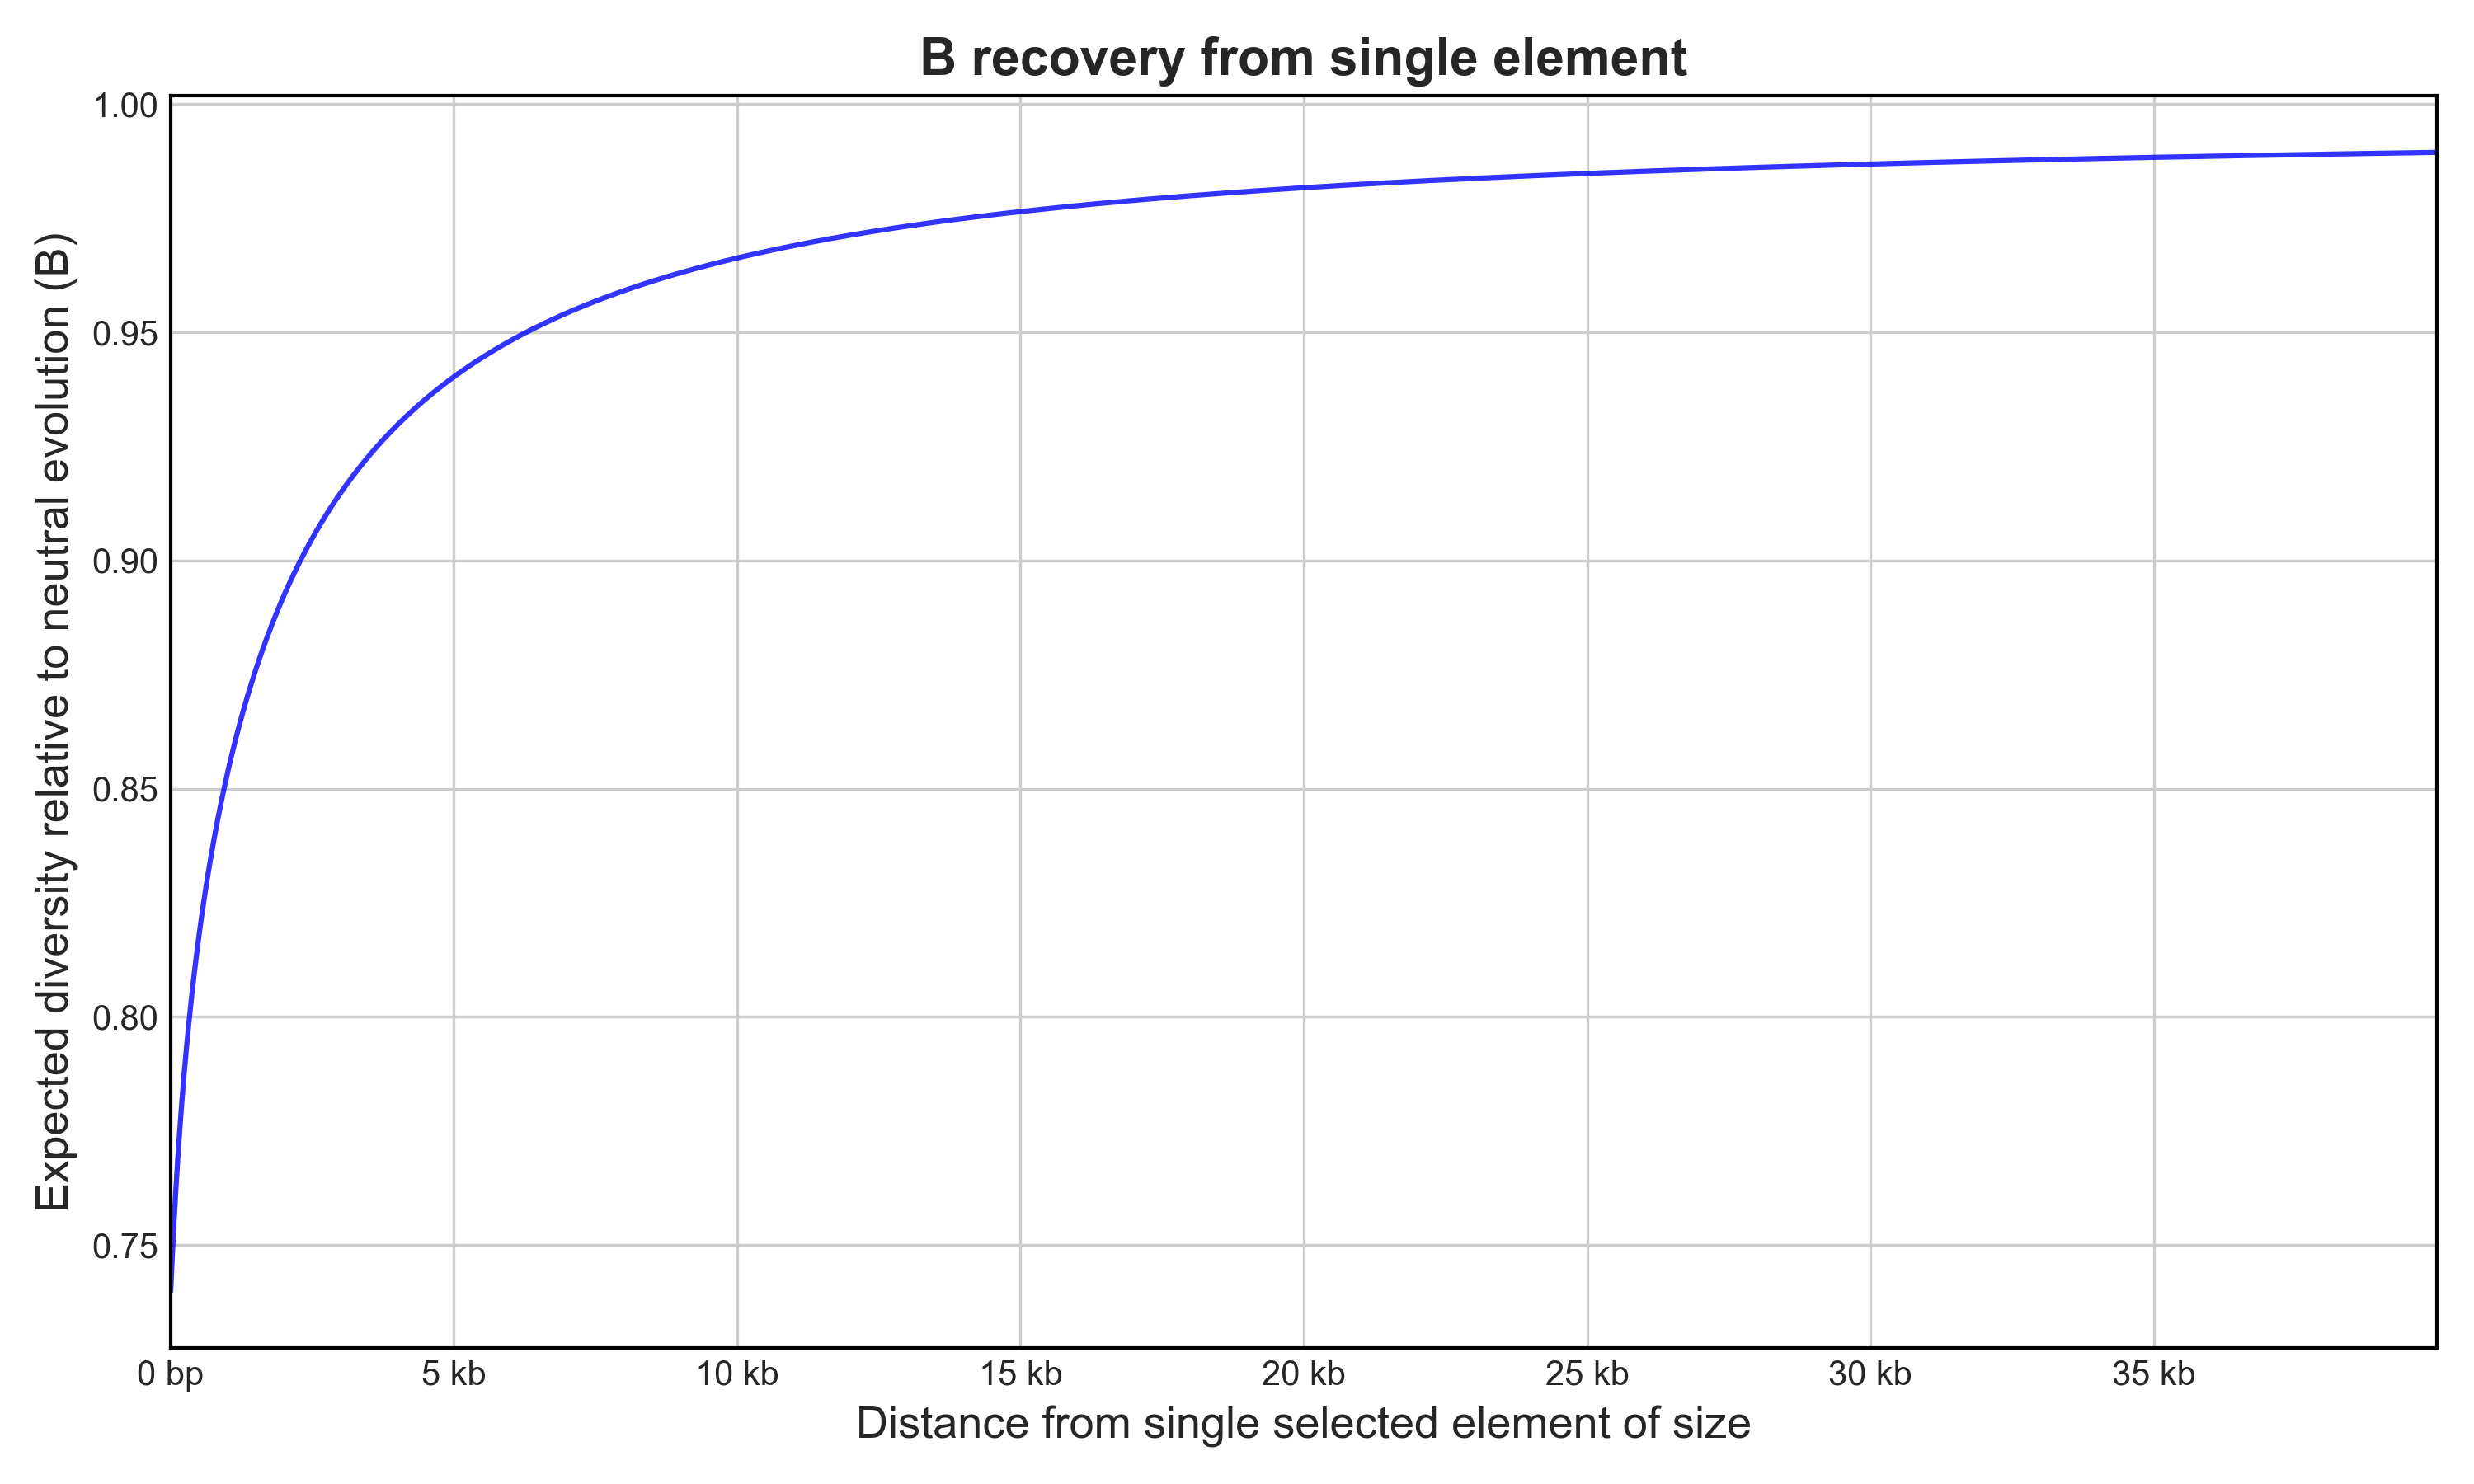 B recovery from single element
Expected diversity relative to neutral evolution (B)
1.00
0.95
0.90
0.85
0.80
0.75
0 bp
5 kb
10 kb
15 kb
20 kb
25 kb
30 kb
35 kb
Distance from single selected element of size